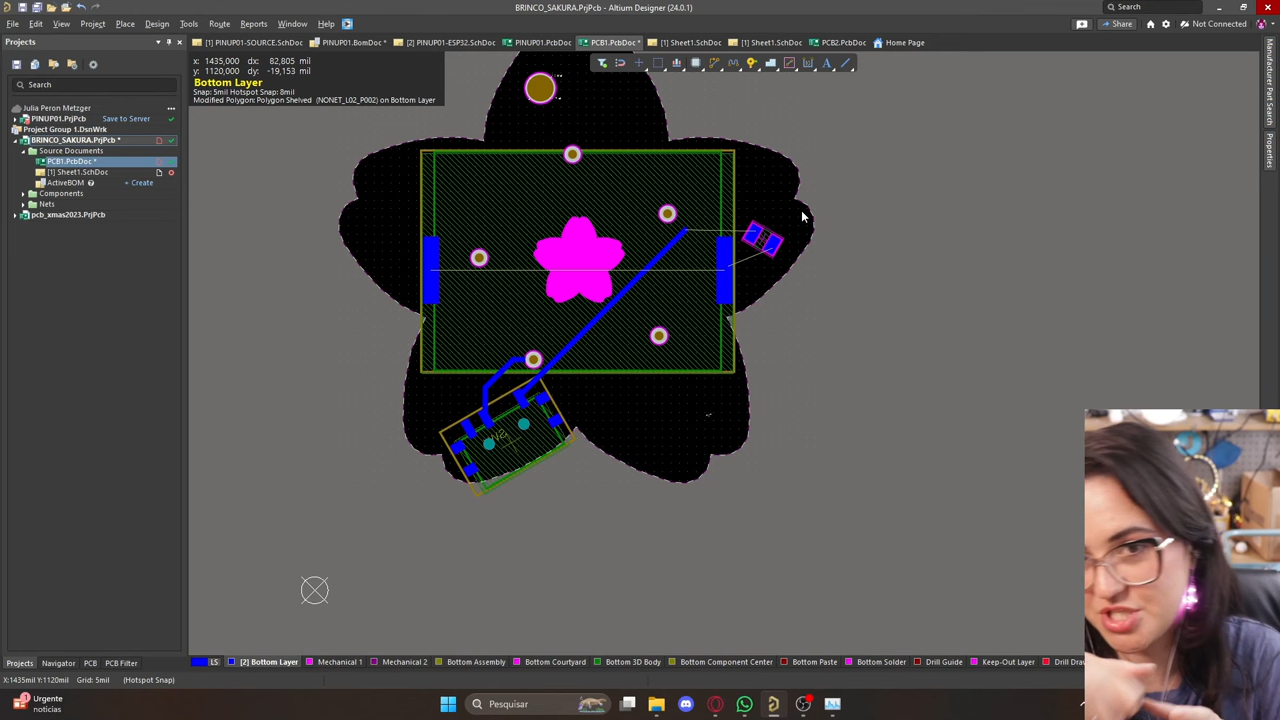 BRINCO_SAKURA.PrjPcb - Altium Designer (24.0.1)
Search
File Edit View Project Place Design Tools Route Reports Window Help
Share
Not Connected
Projects
[1] PINUP01-SOURCE.SchDoc
PINUP01.BomDoc *
[2] PINUP01-ESP32.SchDoc
PINUP01.PcbDoc
PCB1.PcbDoc *
[1] Sheet1.SchDoc
[1] Sheet1.SchDoc
PCB2.PcbDoc
Home Page
x: 1435,000 dx: 82,805 mil
y: 1120,000 dy: -19,153 mil
Bottom Layer
Snap: 5mil Hotspot Snap: 8mil
Modified Polygon: Polygon Shelved (NONET_L02_P002) on Bottom Layer
Search
Julia Peron Metzger
PINUP01.PrjPcb
Save to Server
Project Group 1.DsnWrk
BRINCO_SAKURA.PrjPcb *
Source Documents
PCB1.PcbDoc *
[1] Sheet1.SchDoc
ActiveBOM
+ Create
Components
Nets
pcb_xmas2023.PrjPcb
Manufacturer Part Search
Properties
Projects Navigator PCB PCB Filter
LS
[2] Bottom Layer
Mechanical 1
Mechanical 2
Bottom Assembly
Bottom Courtyard
Bottom 3D Body
Bottom Component Center
Bottom Paste
Bottom Solder
Drill Guide
Keep-Out Layer
Drill Draw
X:1435mil Y:1120mil Grid: 5mil (Hotspot Snap)
1
Urgente
notícias
Pesquisar